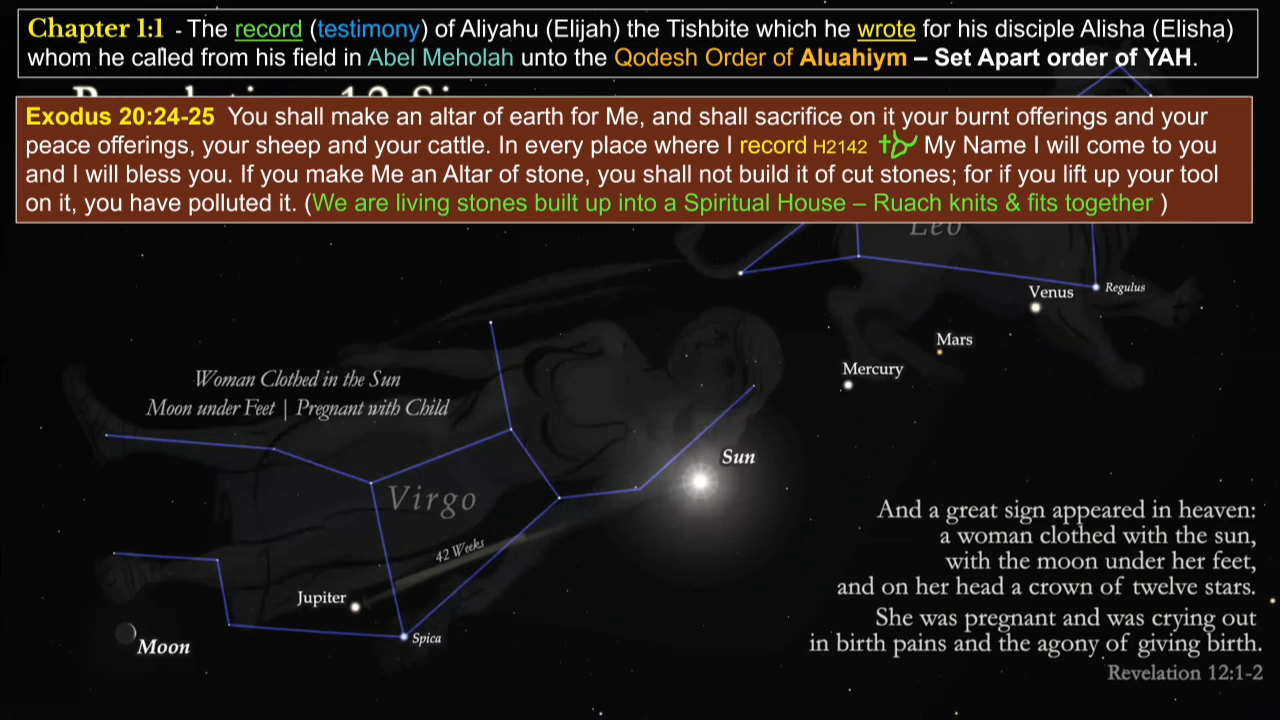 Chapter 1:1 - The record (testimony) of Aliyahu (Elijah) the Tishbite which he wrote for his disciple Alisha (Elisha)
whom he called from his field in Abel Meholah unto the Qodesh Order of Aluahiym – Set Apart order of YAH.
Exodus 20:24-25 You shall make an altar of earth for Me, and shall sacrifice on it your burnt offerings and your
peace offerings, your sheep and your cattle. In every place where I record H2142 My Name I will come to you
and I will bless you. If you make Me an Altar of stone, you shall not build it of cut stones; for if you lift up your tool
on it, you have polluted it. (We are living stones built up into a Spiritual House – Ruach knits & fits together )
Leo
Venus
Regulus
Mars
Mercury
Woman Clothed in the Sun
Moon under Feet | Pregnant with Child
Sun
Virgo
42 Weeks
Jupiter
Spica
Moon
And a great sign appeared in heaven:
a woman clothed with the sun,
with the moon under her feet,
and on her head a crown of twelve stars.
She was pregnant and was crying out
in birth pains and the agony of giving birth.
Revelation 12:1-2